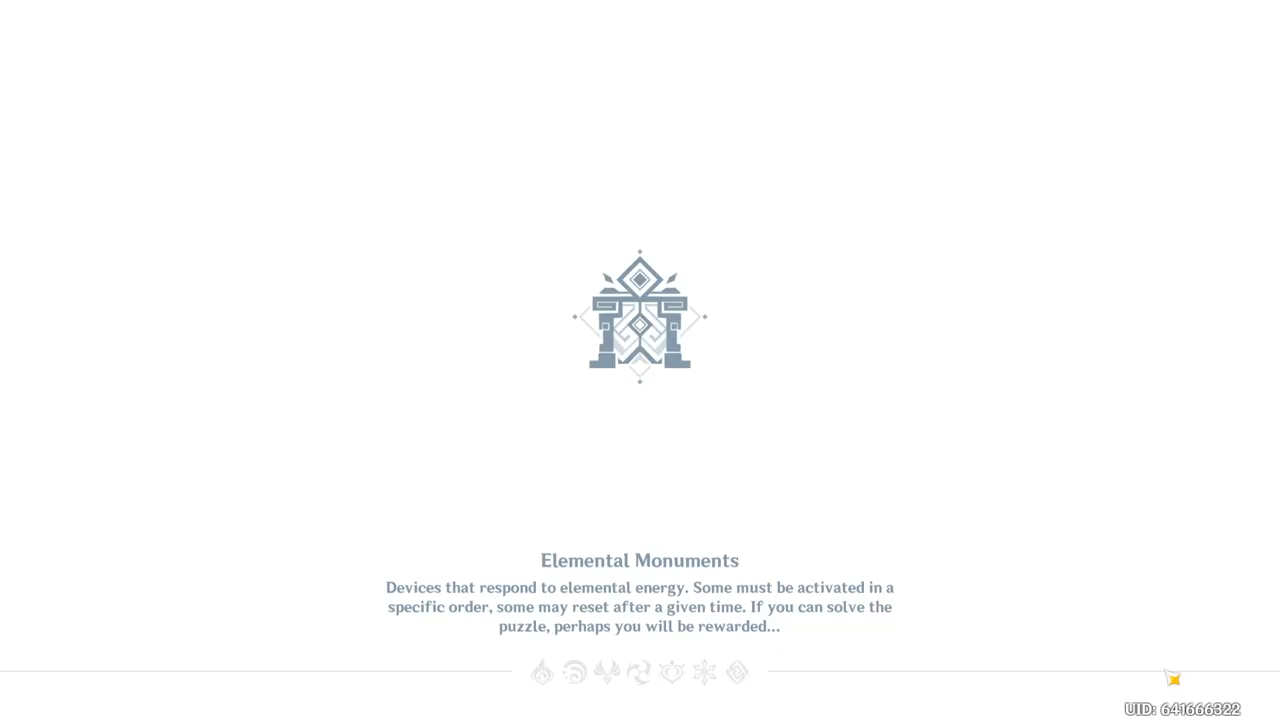 Elemental Monuments
Devices that respond to elemental energy. Some must be activated in a
specific order, some may reset after a given time. If you can solve the
puzzle, perhaps you will be rewarded...
UID: 641666322